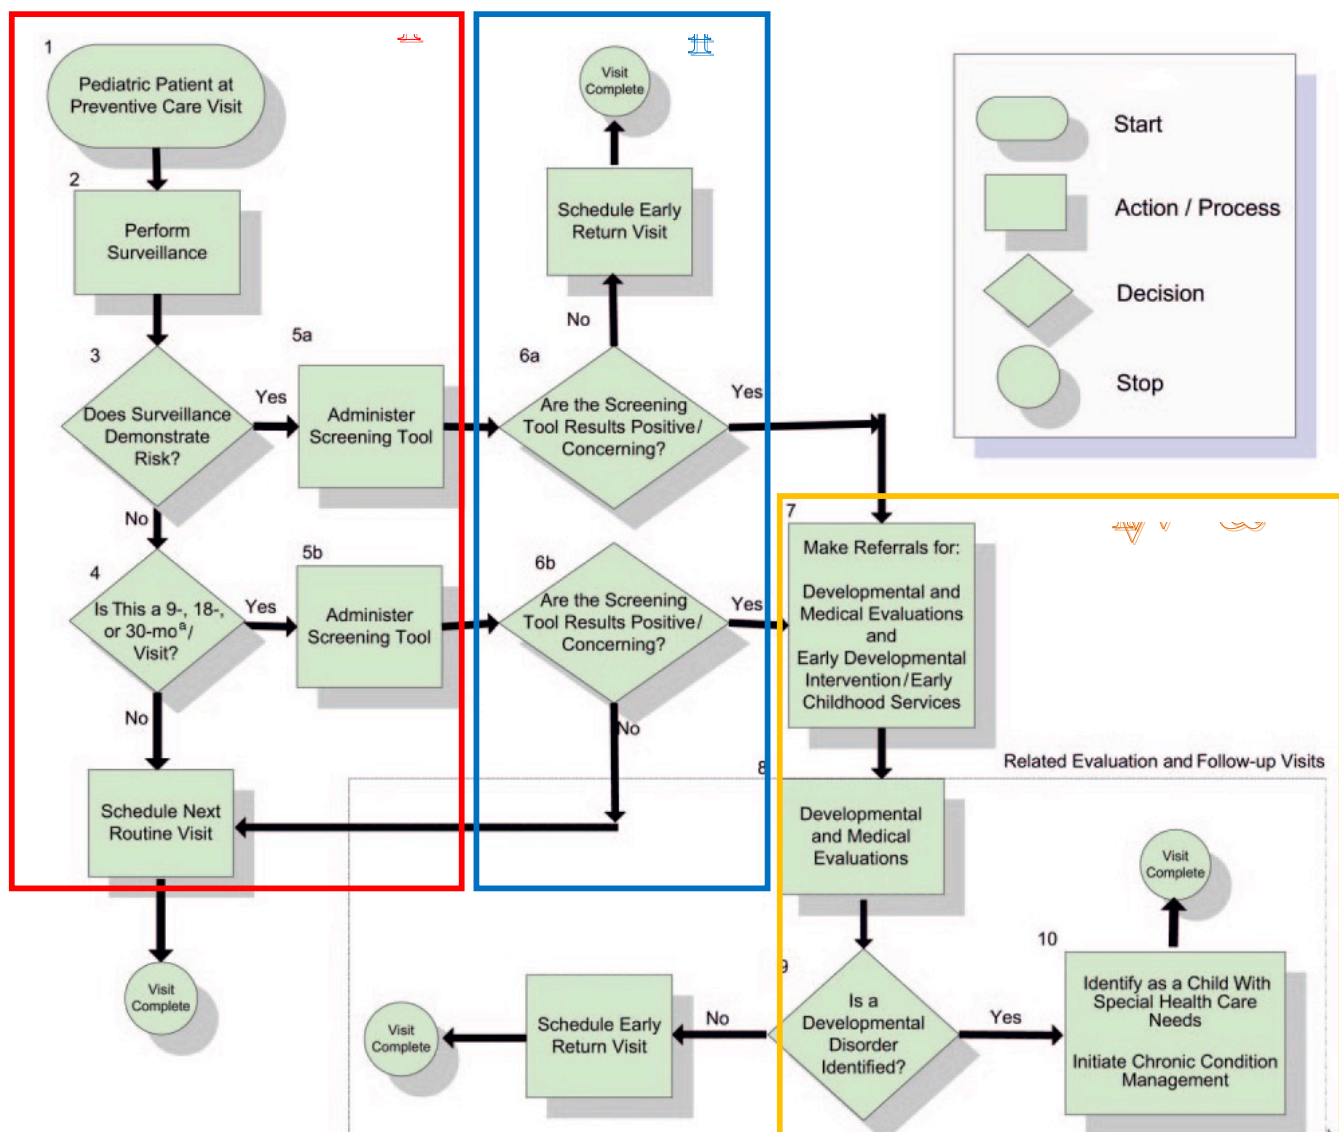 1
Pediatric Patient at
Preventive Care Visit
2
Perform
Surveillance
3
Does Surveillance
Demonstrate
Risk?
Yes
No
5a
Administer
Screening Tool
4
Is This a 9-, 18-,
or 30-moᵃ/
Visit?
Yes
No
5b
Administer
Screening Tool
Schedule Next
Routine Visit
Visit
Complete
Visit
Complete
Schedule Early
Return Visit
No
6a
Are the Screening
Tool Results Positive/
Concerning?
Yes
6b
Are the Screening
Tool Results Positive/
Concerning?
Yes
No
Start
Action / Process
Decision
Stop
7
Make Referrals for:
Developmental and
Medical Evaluations
and
Early Developmental
Intervention/Early
Childhood Services
Related Evaluation and Follow-up Visits
8
Developmental
and Medical
Evaluations
9
Is a
Developmental
Disorder
Identified?
No
Schedule Early
Return Visit
Visit
Complete
Yes
10
Identify as a Child With
Special Health Care
Needs
Initiate Chronic Condition
Management
Visit
Complete